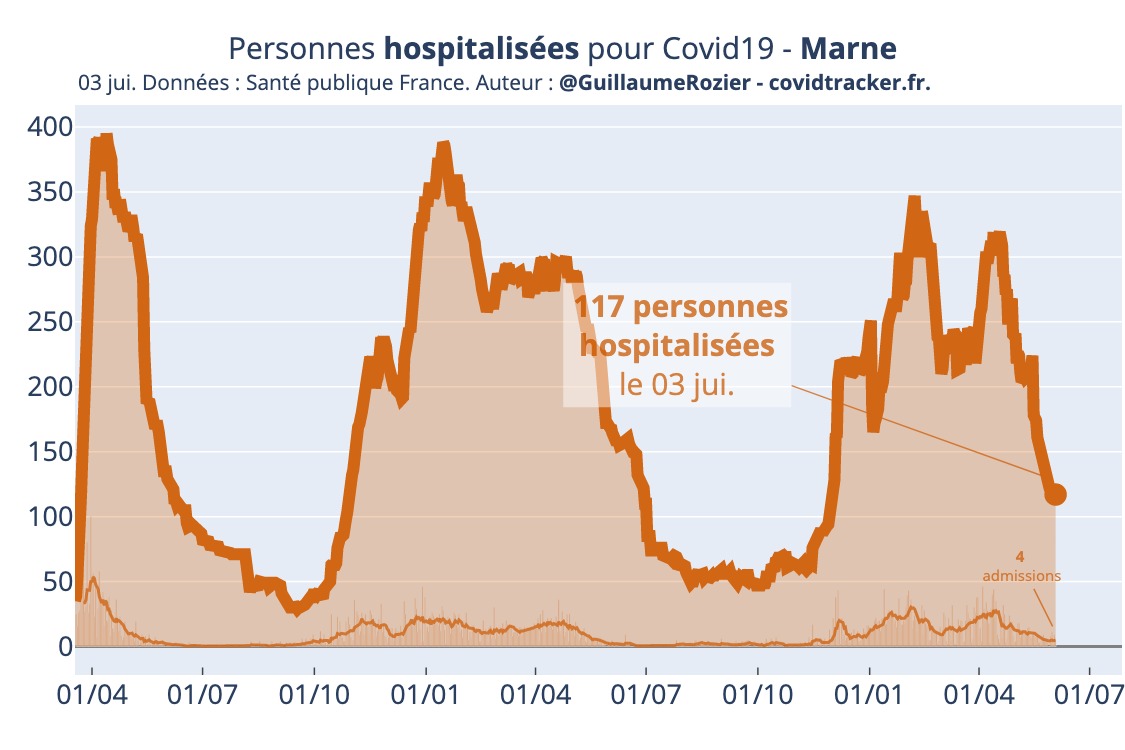 Personnes hospitalisées pour Covid19 - Marne
03 jui. Données : Santé publique France. Auteur : @GuillaumeRozier - covidtracker.fr.
400
350
300
250
200
150
100
50
0
117 personnes
hospitalisées
le 03 jui.
4
admissions
01/04 01/07 01/10 01/01 01/04 01/07 01/10 01/01 01/04 01/07